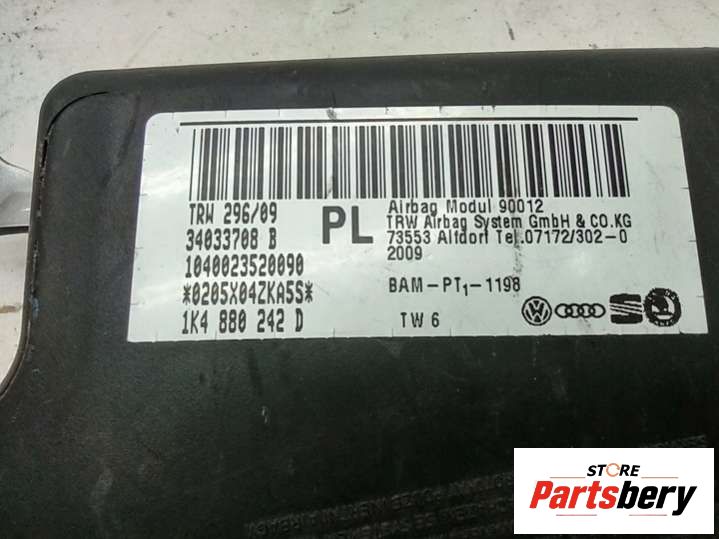 TRW 296/09
34033708 B
1040023520090
*0205X04ZKA5S*
1K4 880 242 D
PL
Airbag Modul 90012
TRW Airbag System GmbH & CO.KG
73553 Alfdorf Tel.07172/302-0
2009
BAM-PT1-1198
TW 6
STORE
Partsbery